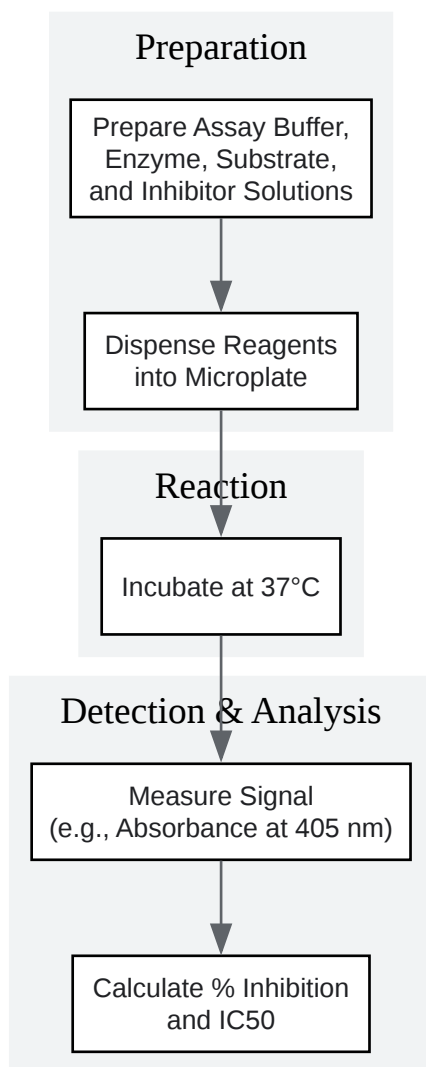 Preparation
Prepare Assay Buffer,
Enzyme, Substrate,
and Inhibitor Solutions
Dispense Reagents
into Microplate
Reaction
Incubate at 37°C
Detection & Analysis
Measure Signal
(e.g., Absorbance at 405 nm)
Calculate % Inhibition
and IC50